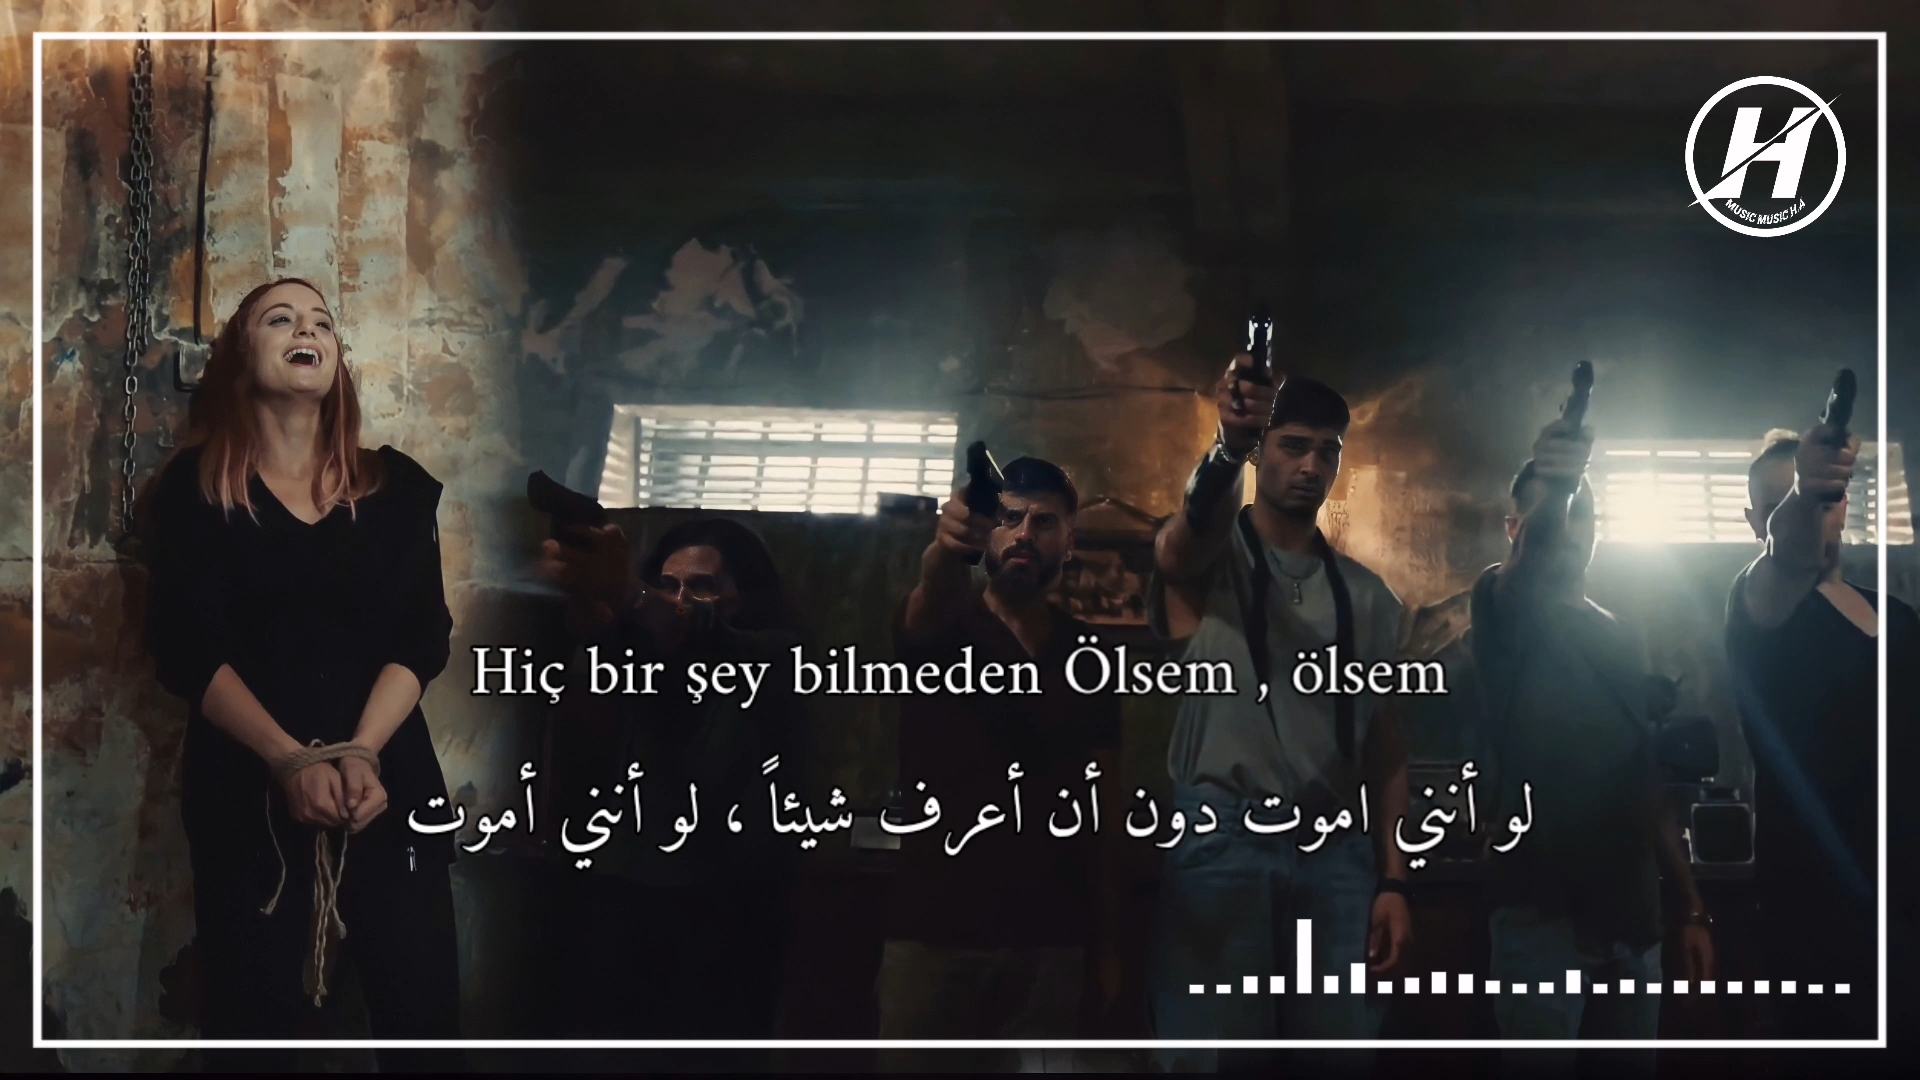 H
MUSIC MUSIC H.A
Hiç bir şey bilmeden Ölsem , ölsem
لو أنني اموت دون أن أعرف شيئاً ، لو أنني أموت